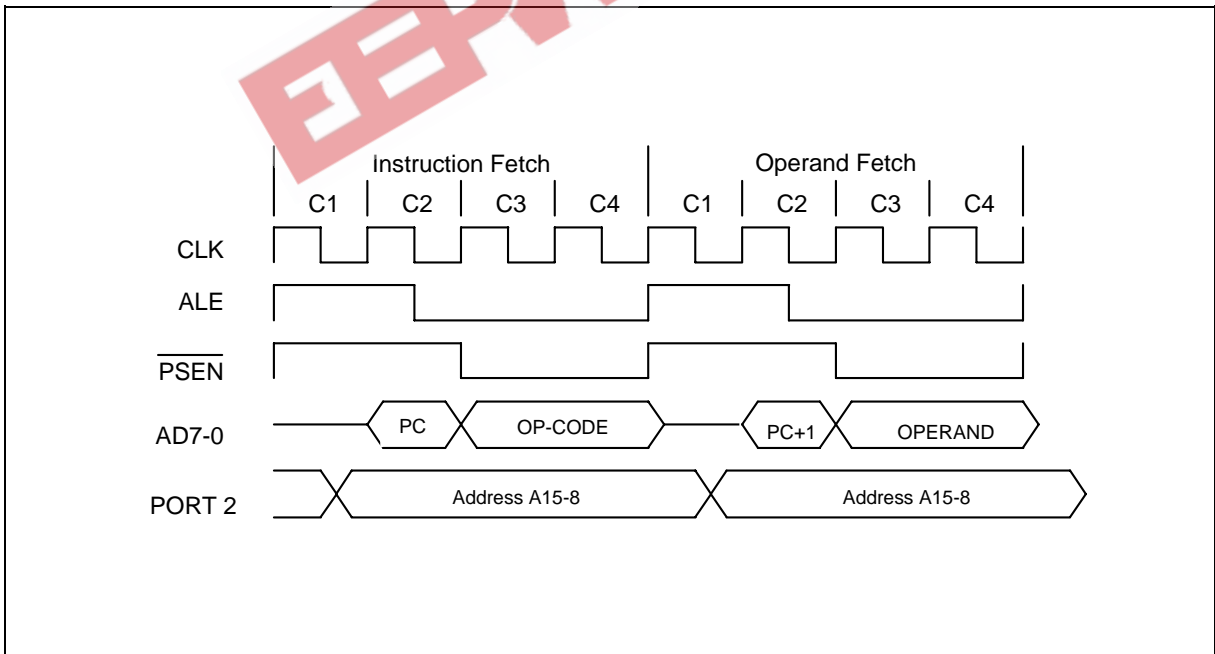 Instruction Fetch Operand Fetch
C1 C2 C3 C4 C1 C2 C3 C4
CLK
ALE
PSEN
AD7-0 PC OP-CODE PC+1 OPERAND
PORT 2 Address A15-8 Address A15-8